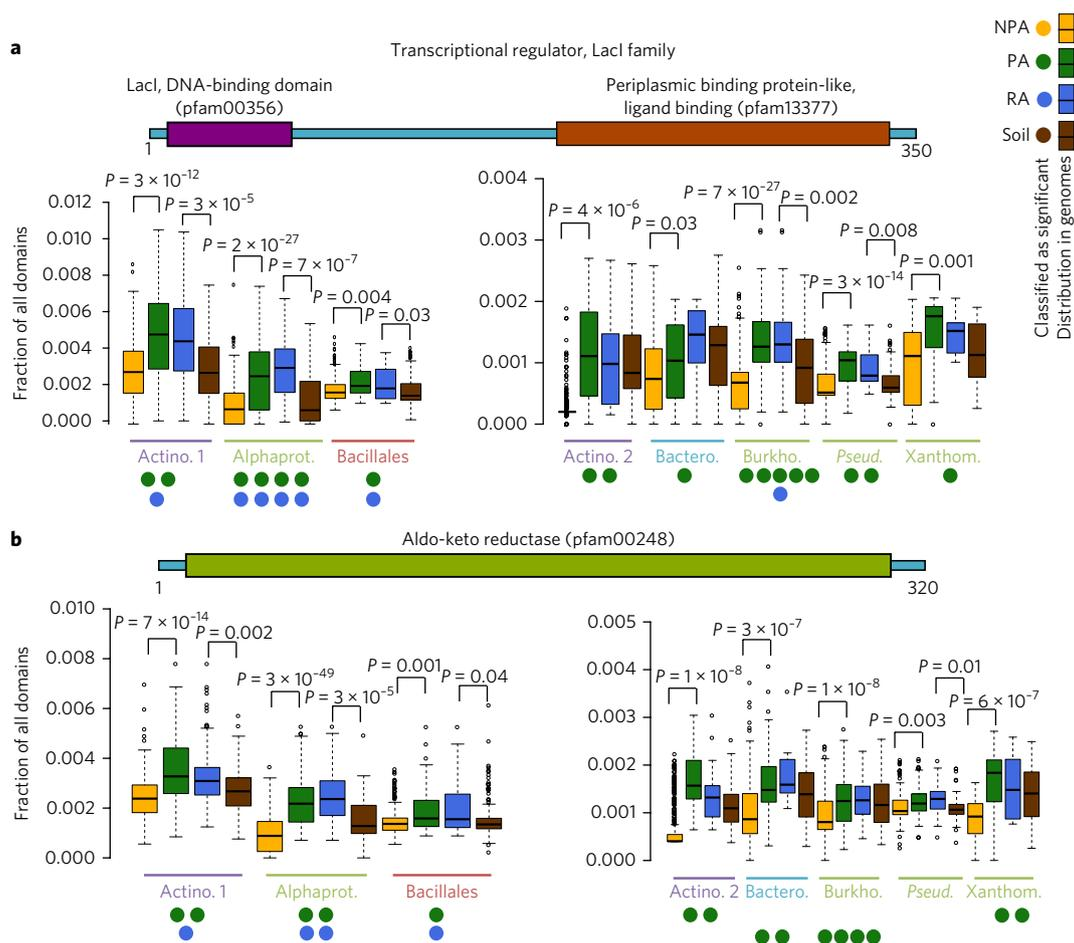 a
Transcriptional regulator, LacI family
LacI, DNA-binding domain
(pfam00356)
Periplasmic binding protein-like,
ligand binding (pfam13377)
1
350
NPA
PA
RA
Soil
Classified as significant
Distribution in genomes
Fraction of all domains
0.012
0.010
0.008
0.006
0.004
0.002
0.000
P = 3 × 10⁻¹²
P = 3 × 10⁻⁵
P = 2 × 10⁻²⁷
P = 7 × 10⁻⁷
P = 0.004
P = 0.03
Actino. 1
Alphaprot.
Bacillales
0.004
0.003
0.002
0.001
0.000
P = 4 × 10⁻⁶
P = 0.03
P = 7 × 10⁻²⁷
P = 0.002
P = 3 × 10⁻¹⁴
P = 0.008
P = 0.001
Actino. 2
Bactero.
Burkho.
Pseud.
Xanthom.
b
Aldo-keto reductase (pfam00248)
1
320
Fraction of all domains
0.010
0.008
0.006
0.004
0.002
0.000
P = 7 × 10⁻¹⁴
P = 0.002
P = 3 × 10⁻⁴⁹
P = 3 × 10⁻⁵
P = 0.001
P = 0.04
Actino. 1
Alphaprot.
Bacillales
0.005
0.004
0.003
0.002
0.001
0.000
P = 1 × 10⁻⁸
P = 3 × 10⁻⁷
P = 1 × 10⁻⁸
P = 0.003
P = 0.01
P = 6 × 10⁻⁷
Actino. 2
Bactero.
Burkho.
Pseud.
Xanthom.